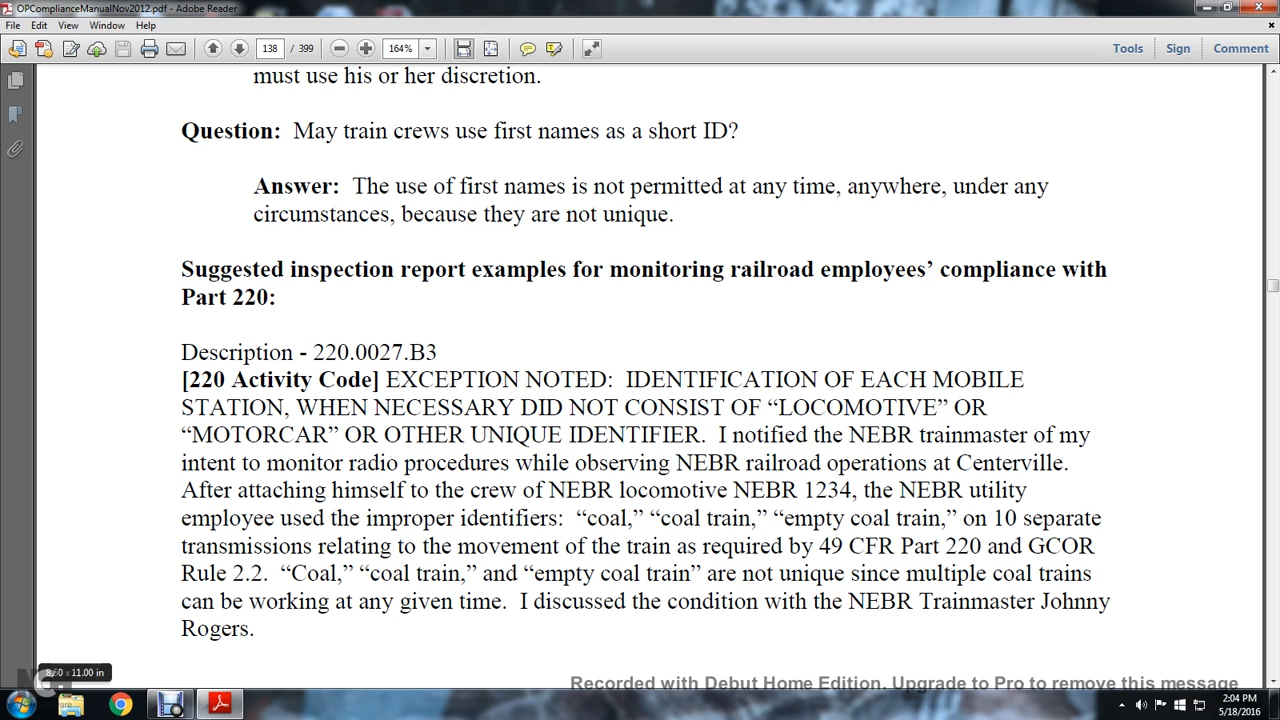 OPComplianceManualNov2012.pdf - Adobe Reader
File Edit View Window Help
138 / 399 164% Tools Sign Comment
must use his or her discretion.
Question: May train crews use first names as a short ID?
Answer: The use of first names is not permitted at any time, anywhere, under any
circumstances, because they are not unique.
Suggested inspection report examples for monitoring railroad employees’ compliance with
Part 220:
Description - 220.0027.B3
[220 Activity Code] EXCEPTION NOTED: IDENTIFICATION OF EACH MOBILE
STATION, WHEN NECESSARY DID NOT CONSIST OF “LOCOMOTIVE” OR
“MOTORCAR” OR OTHER UNIQUE IDENTIFIER. I notified the NEBR trainmaster of my
intent to monitor radio procedures while observing NEBR railroad operations at Centerville.
After attaching himself to the crew of NEBR locomotive NEBR 1234, the NEBR utility
employee used the improper identifiers: “coal,” “coal train,” “empty coal train,” on 10 separate
transmissions relating to the movement of the train as required by 49 CFR Part 220 and GCOR
Rule 2.2. “Coal,” “coal train,” and “empty coal train” are not unique since multiple coal trains
can be working at any given time. I discussed the condition with the NEBR Trainmaster Johnny
Rogers.
8.50 x 11.00 in
Recorded with Debut Home Edition. Upgrade to Pro to remove this message
2:04 PM
5/18/2016